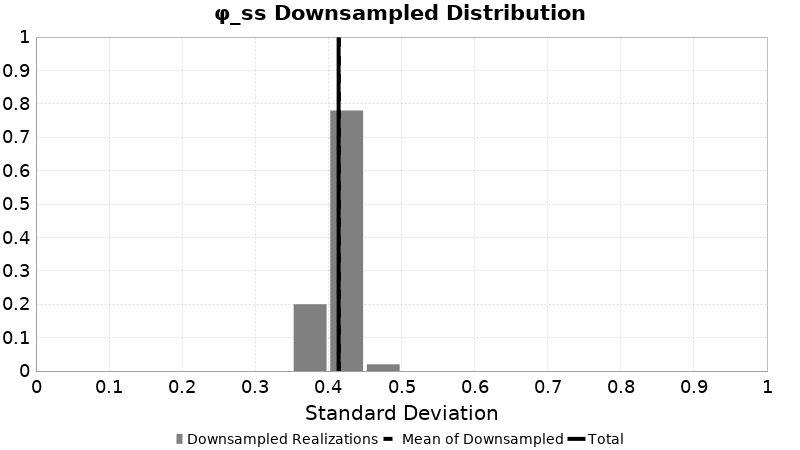 φ_ss Downsampled Distribution
1
0.9
0.8
0.7
0.6
0.5
0.4
0.3
0.2
0.1
0
0 0.1 0.2 0.3 0.4 0.5 0.6 0.7 0.8 0.9 1
Standard Deviation
Downsampled Realizations Mean of Downsampled Total